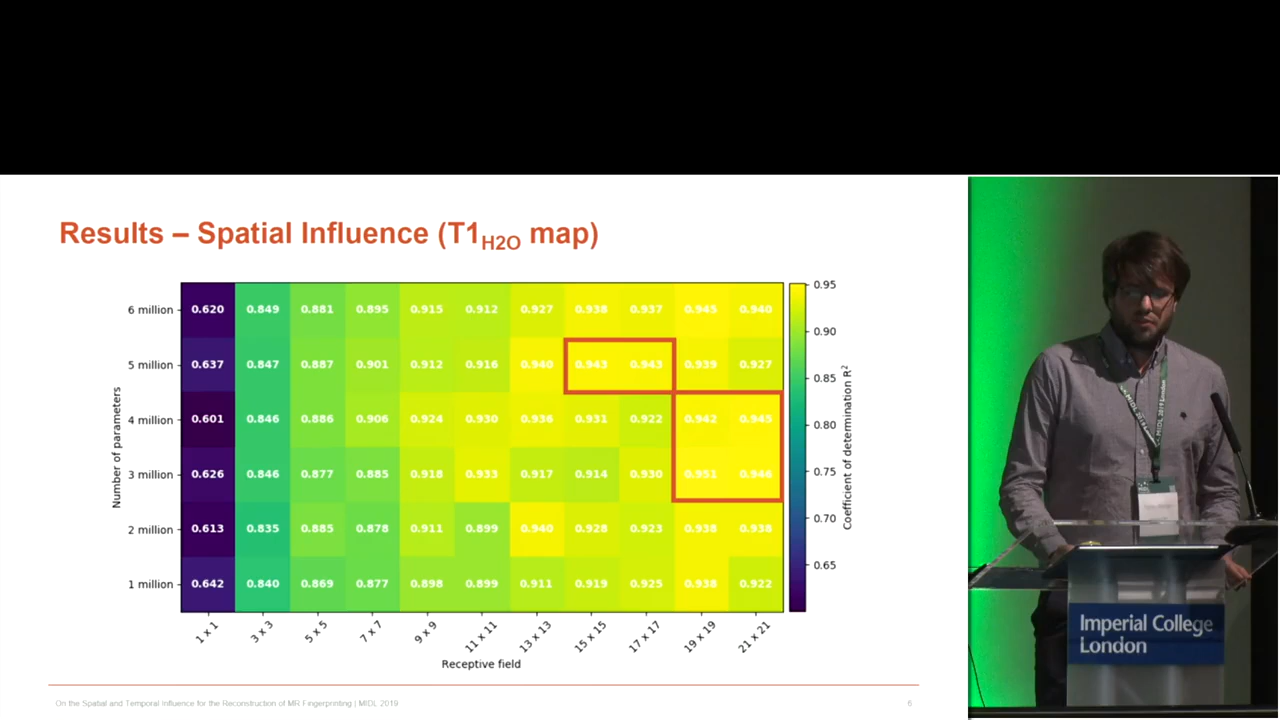 Results – Spatial Influence (T1H2O map)
6 million 0.620 0.849 0.881 0.895 0.915 0.912 0.927 0.938 0.937 0.945 0.940
5 million 0.637 0.847 0.887 0.901 0.912 0.916 0.940 0.943 0.943 0.939 0.927
4 million 0.601 0.846 0.886 0.906 0.924 0.930 0.936 0.931 0.922 0.942 0.945
3 million 0.626 0.846 0.877 0.885 0.918 0.933 0.917 0.914 0.930 0.951 0.946
2 million 0.613 0.835 0.885 0.878 0.911 0.899 0.940 0.928 0.923 0.938 0.938
1 million 0.642 0.840 0.869 0.877 0.898 0.899 0.911 0.919 0.925 0.938 0.922
1 x 1 3 x 3 5 x 5 7 x 7 9 x 9 11 x 11 13 x 13 15 x 15 17 x 17 19 x 19 21 x 21
Receptive field
Number of parameters
0.95
0.90
0.85
0.80
0.75
0.70
0.65
Coefficient of determination R²
On the Spatial and Temporal Influence for the Reconstruction of MR Fingerprinting | MIDL 2019
6
MIDL 2019 London
Imperial College
London